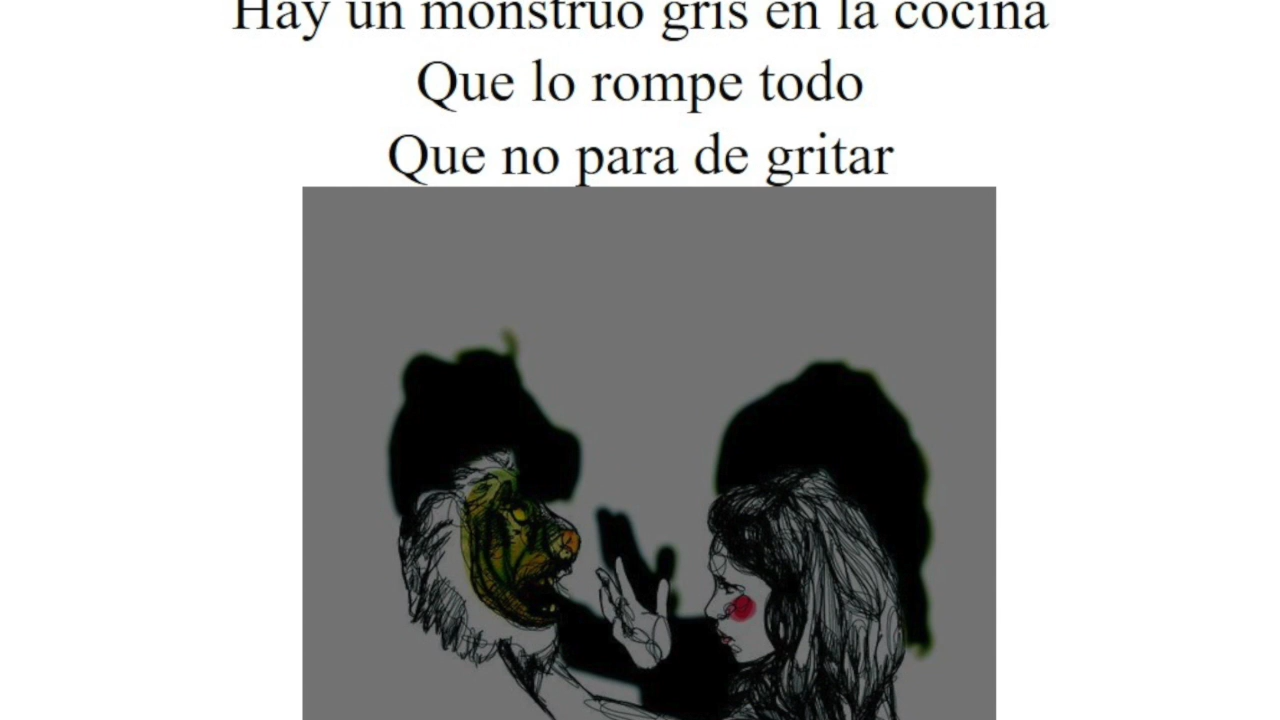 Hay un monstruo gris en la cocina
Que lo rompe todo
Que no para de gritar